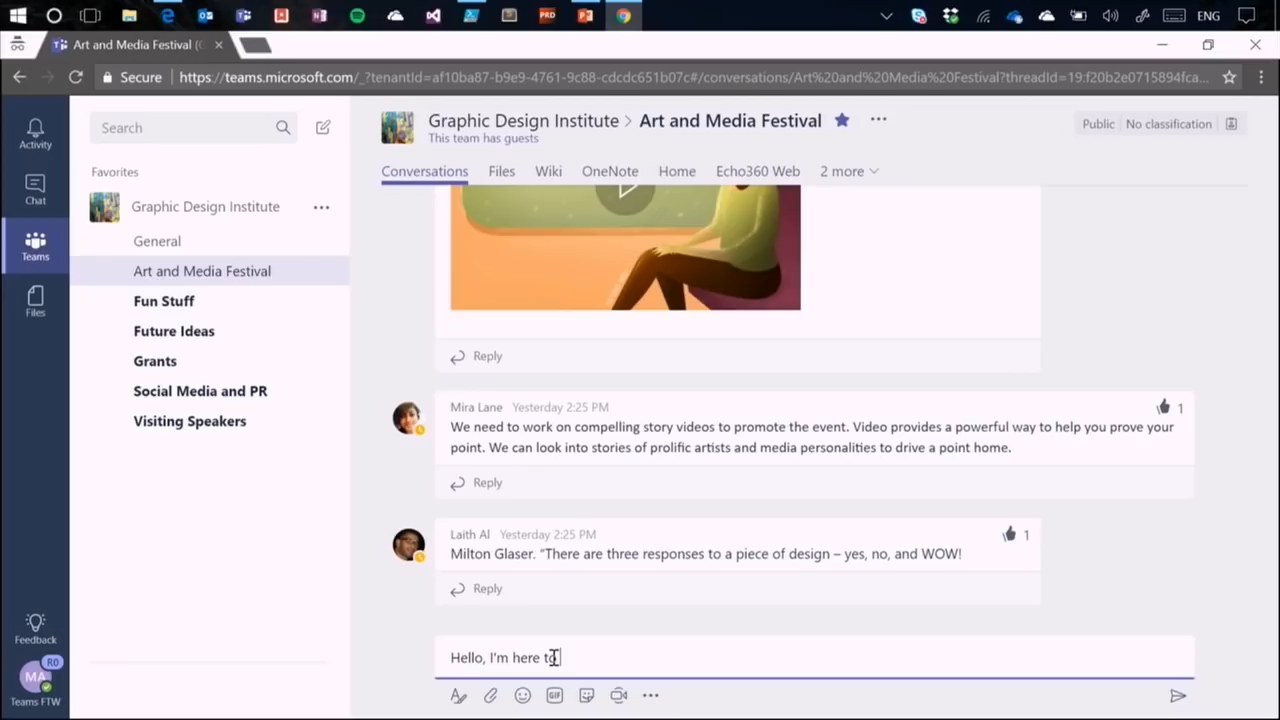 ENG
Art and Media Festival (
Secure
https://teams.microsoft.com/_?tenantId=af10ba87-b9e9-4761-9c88-cdcdc651b07c#/conversations/Art%20and%20Media%20Festival?threadId=19:f20b2e0715894fca...
Activity
Chat
Teams
Files
Feedback
MA
R0
Teams FTW
Search
Favorites
Graphic Design Institute
General
Art and Media Festival
Fun Stuff
Future Ideas
Grants
Social Media and PR
Visiting Speakers
Graphic Design Institute > Art and Media Festival
This team has guests
Public No classification
Conversations Files Wiki OneNote Home Echo360 Web 2 more
Reply
Mira Lane Yesterday 2:25 PM
1
We need to work on compelling story videos to promote the event. Video provides a powerful way to help you prove your
point. We can look into stories of prolific artists and media personalities to drive a point home.
Reply
Laith Al Yesterday 2:25 PM
1
Milton Glaser. “There are three responses to a piece of design – yes, no, and WOW!
Reply
Hello, I'm here to
GIF